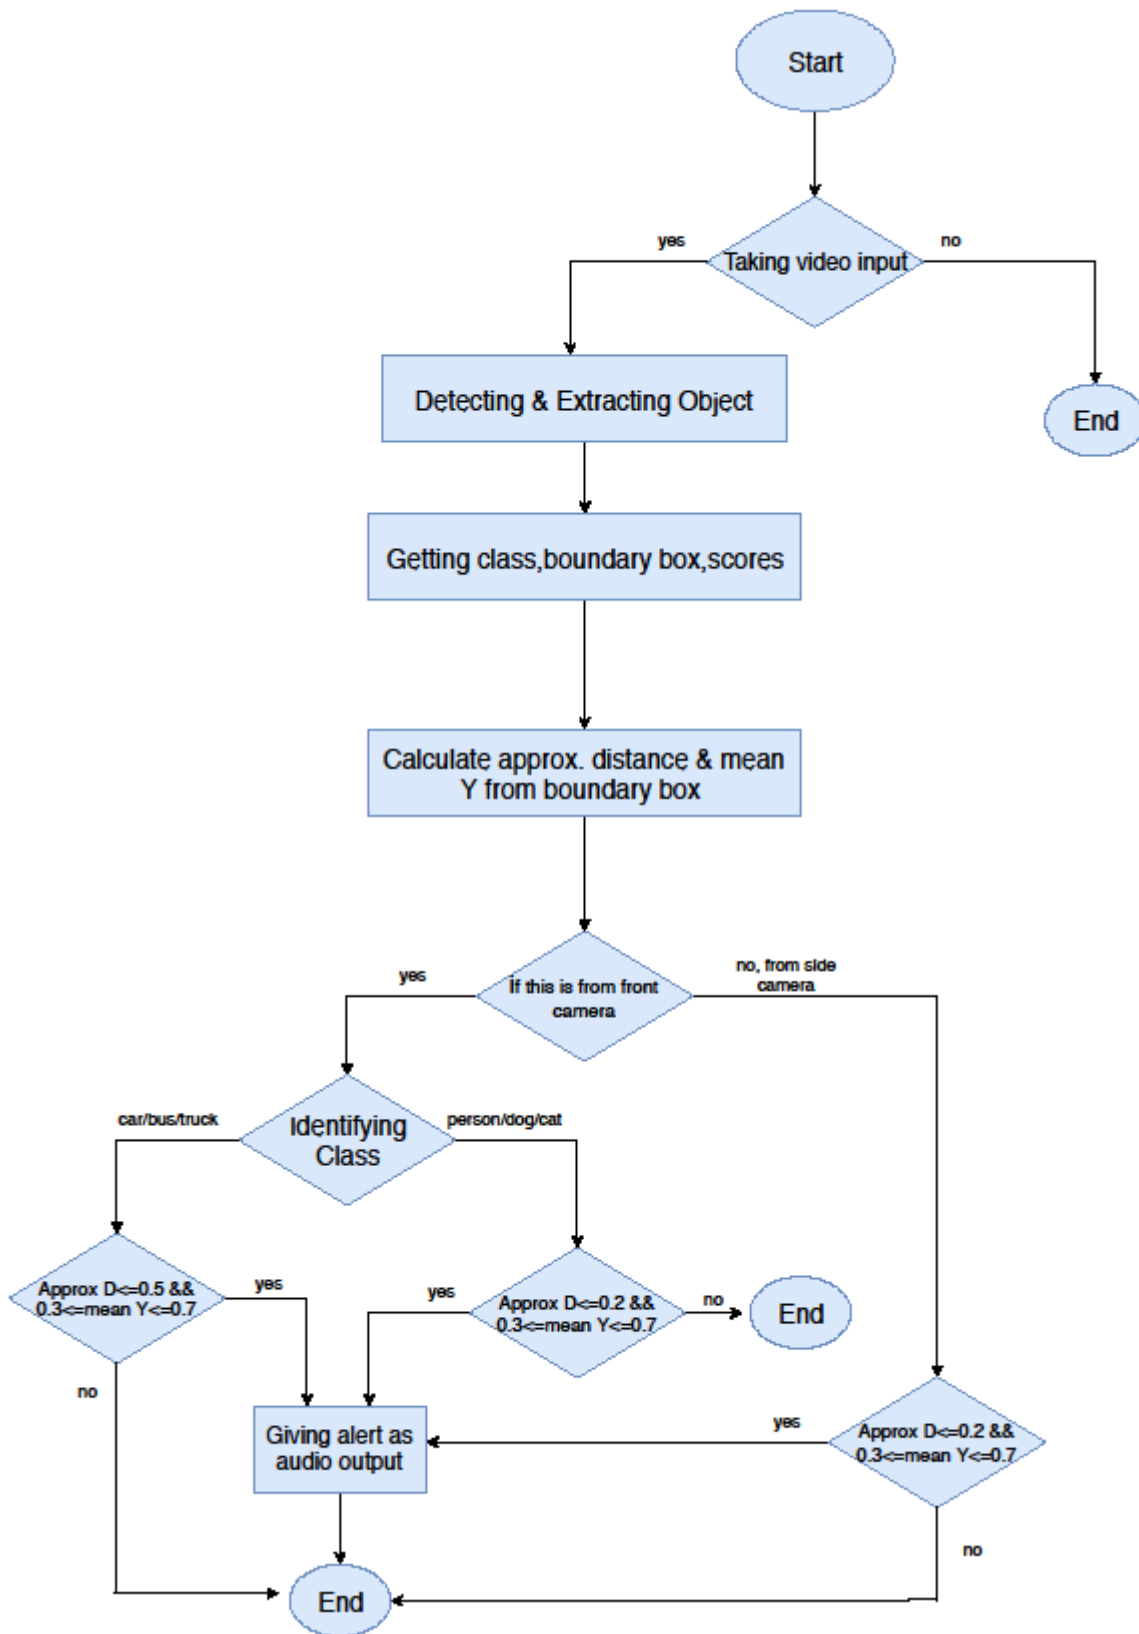 Start
yes
no
Taking video input
Detecting & Extracting Object
End
Getting class,boundary box,scores
Calculate approx. distance & mean
Y from boundary box
yes
If this is from front
camera
no, from side
camera
car/bus/truck
Identifying
Class
person/dog/cat
Approx D<=0.5 &&
0.3<=mean Y<=0.7
yes
yes
Approx D<=0.2 &&
0.3<=mean Y<=0.7
no
End
no
Giving alert as
audio output
yes
Approx D<=0.2 &&
0.3<=mean Y<=0.7
no
End